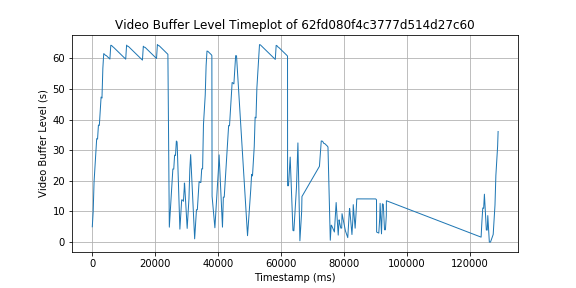 Video Buffer Level Timeplot of 62fd080f4c3777d514d27c60
Video Buffer Level (s)
60
50
40
30
20
10
0
0 20000 40000 60000 80000 100000 120000
Timestamp (ms)